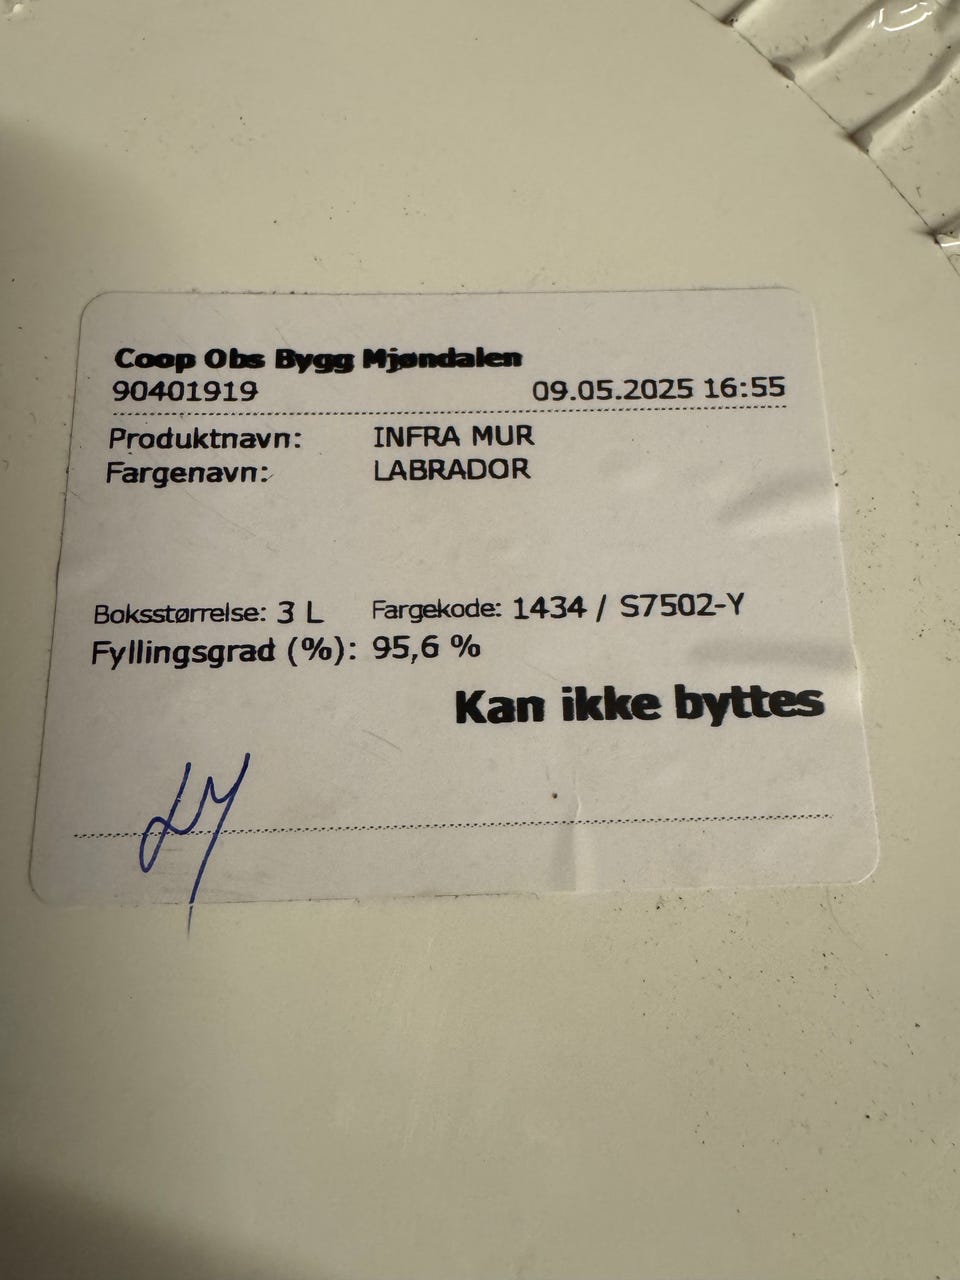 Coop Obs Bygg Mjøndalen
90401919 09.05.2025 16:55
Produktnavn: INFRA MUR
Fargenavn: LABRADOR
Boksstørrelse: 3 L Fargekode: 1434 / S7502-Y
Fyllingsgrad (%): 95,6 %
Kan ikke byttes